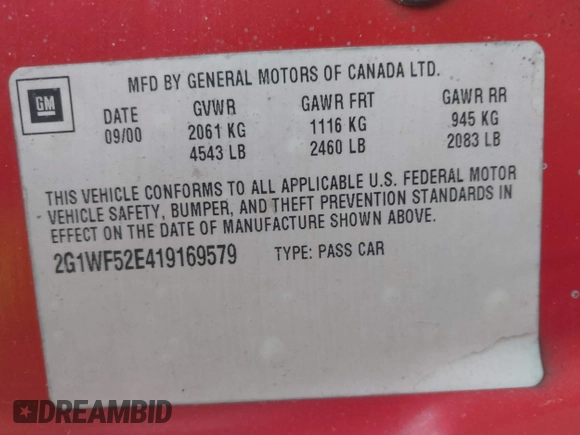 MFD BY GENERAL MOTORS OF CANADA LTD.
GM
DATE GVWR GAWR FRT GAWR RR
09/00 2061 KG 1116 KG 945 KG
4543 LB 2460 LB 2083 LB
THIS VEHICLE CONFORMS TO ALL APPLICABLE U.S. FEDERAL MOTOR
VEHICLE SAFETY, BUMPER, AND THEFT PREVENTION STANDARDS IN
EFFECT ON THE DATE OF MANUFACTURE SHOWN ABOVE.
2G1WF52E419169579 TYPE: PASS CAR
DREAMBID